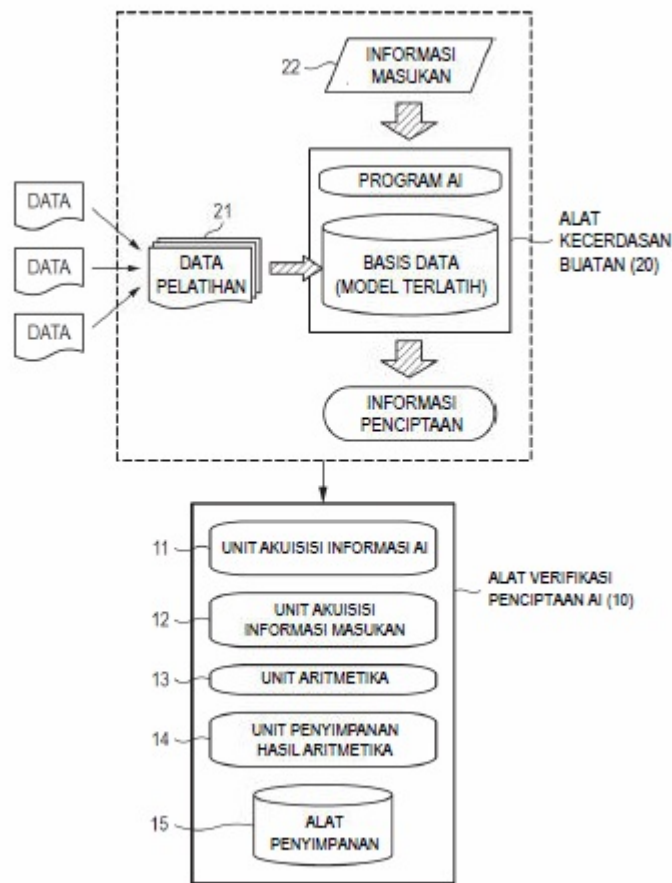 22
INFORMASI
MASUKAN
PROGRAM AI
BASIS DATA
(MODEL TERLATIH)
ALAT
KECERDASAN
BUATAN (20)
DATA
DATA
DATA
21
DATA
PELATIHAN
INFORMASI
PENCIPTAAN
11
UNIT AKUISISI INFORMASI AI
12
UNIT AKUISISI
INFORMASI MASUKAN
13
UNIT ARITMETIKA
14
UNIT PENYIMPANAN
HASIL ARITMETIKA
15
ALAT
PENYIMPANAN
ALAT VERIFIKASI
PENCIPTAAN AI (10)